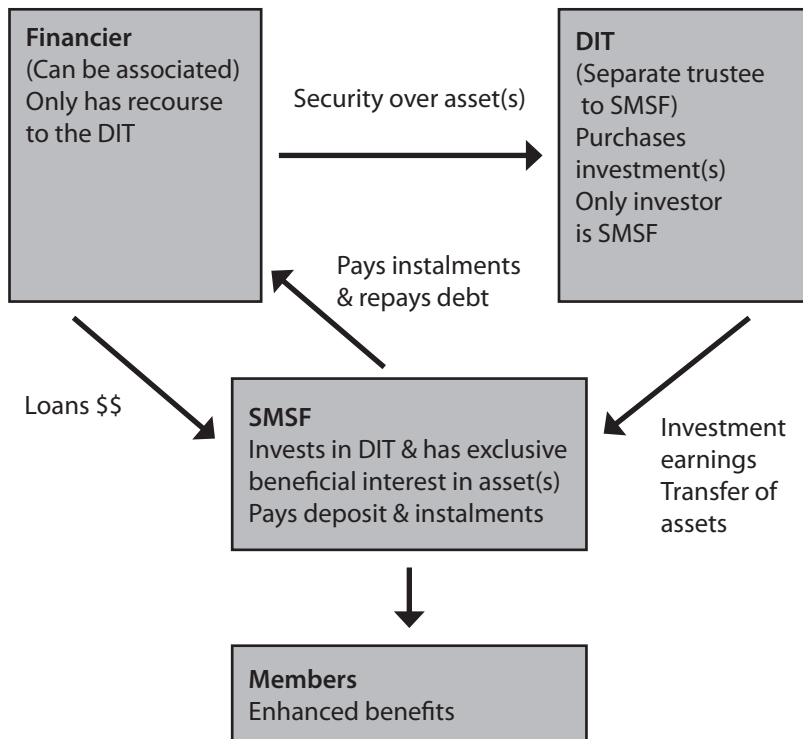 Financier
(Can be associated)
Only has recourse
to the DIT
Security over asset(s)
DIT
(Separate trustee
to SMSF)
Purchases
investment(s)
Only investor
is SMSF
Pays instalments
& repays debt
Loans $$
SMSF
Invests in DIT & has exclusive
beneficial interest in asset(s)
Pays deposit & instalments
Investment
earnings
Transfer of
assets
Members
Enhanced benefits